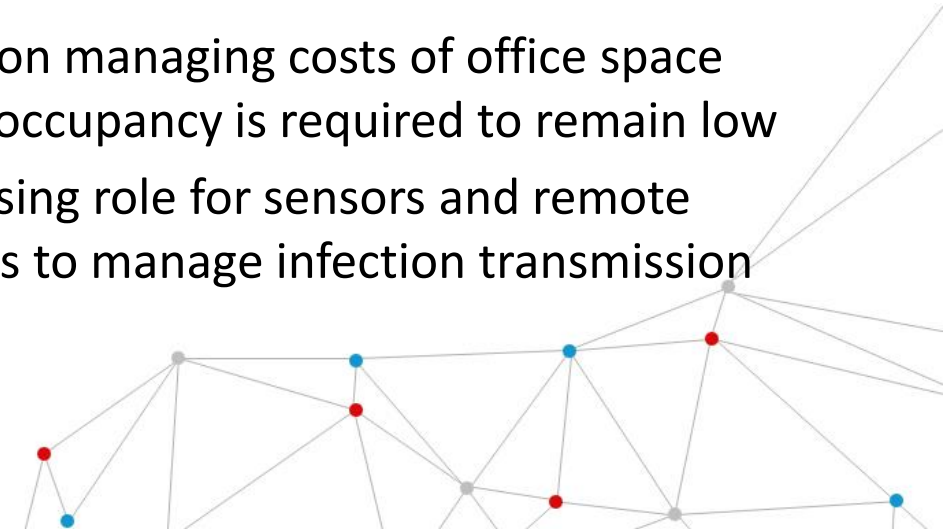 on managing costs of office space
occupancy is required to remain low
sing role for sensors and remote
s to manage infection transmission